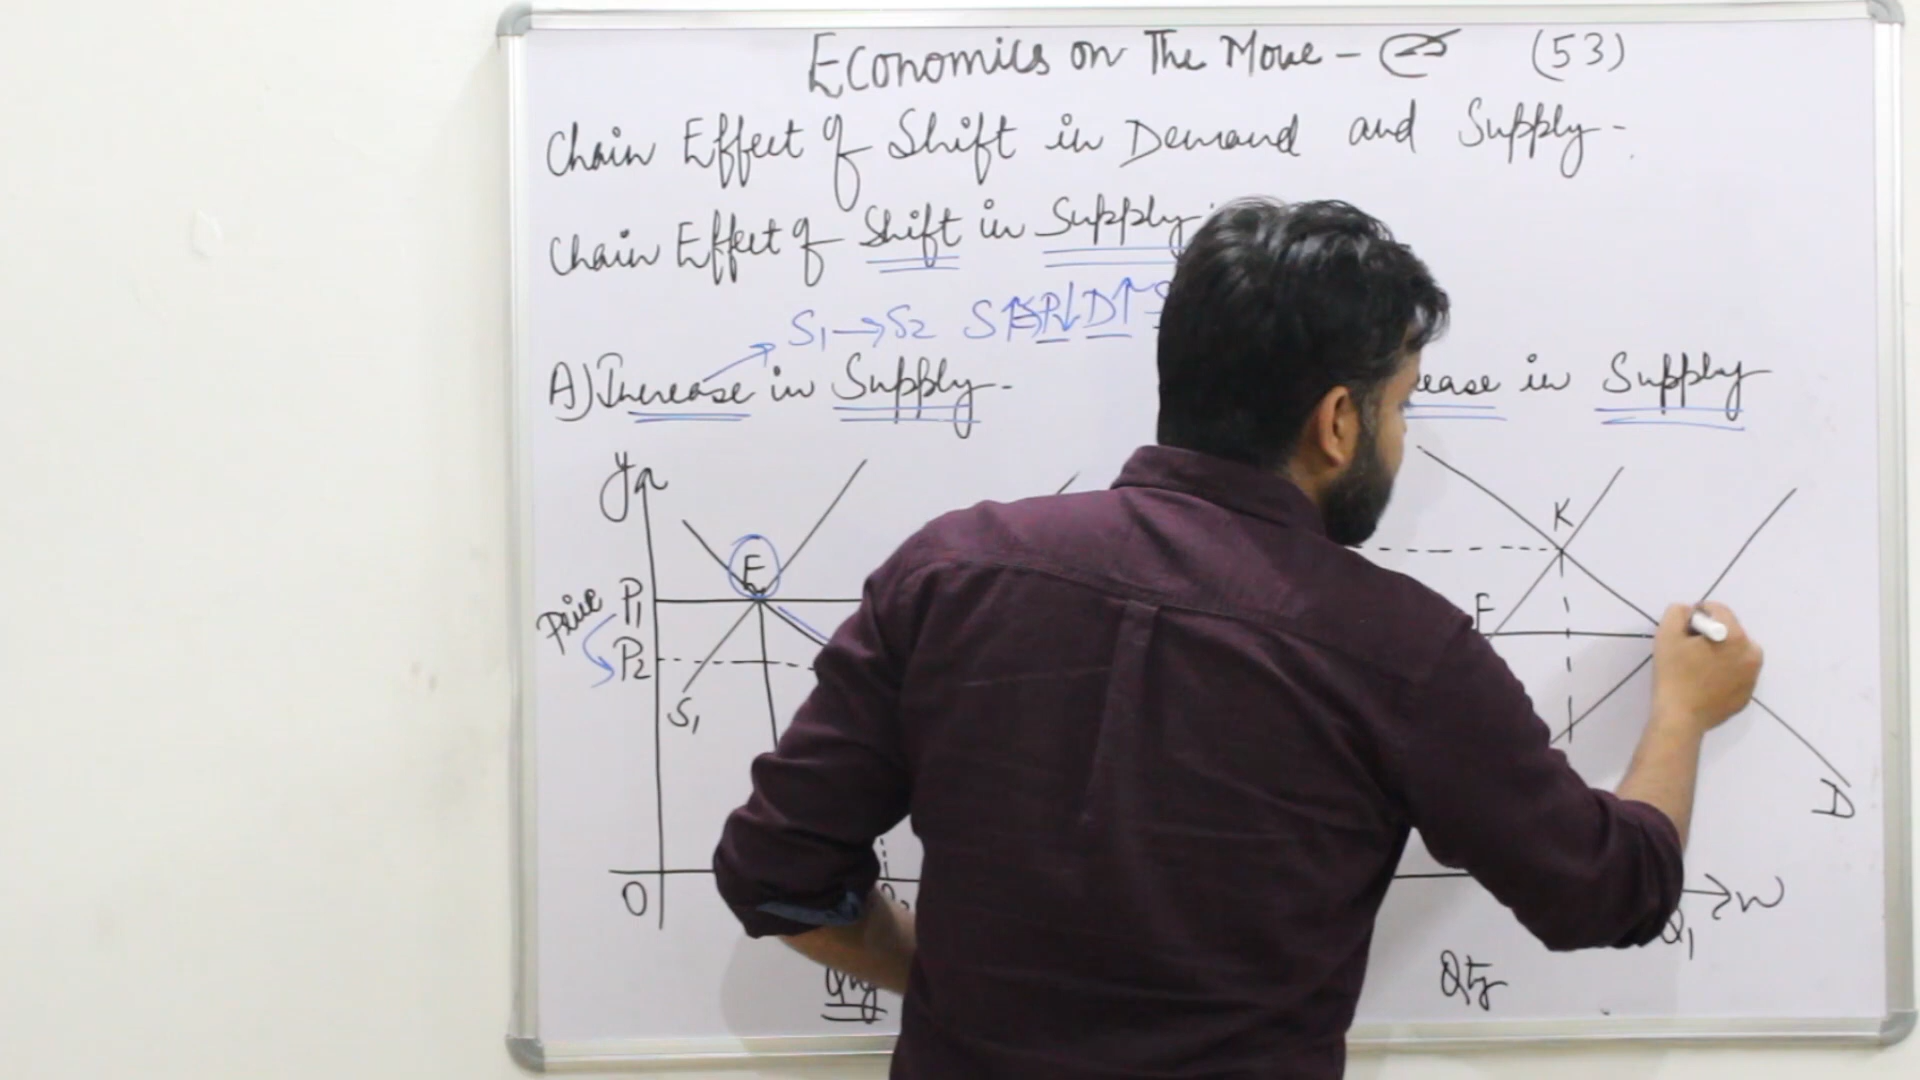 Economics on The Move - (53)
Chain Effect of Shift in Demand and Supply -
Chain Effect of Shift in Supply
S1 → S2 S↑ P↓ D↑
A) Increase in Supply -
ease in Supply
y
K
E
F
Price
P1
P2
S1
D
O
Q1
Qty
Qty